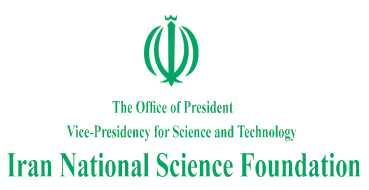 The Office of President
Vice-Presidency for Science and Technology
Iran National Science Foundation